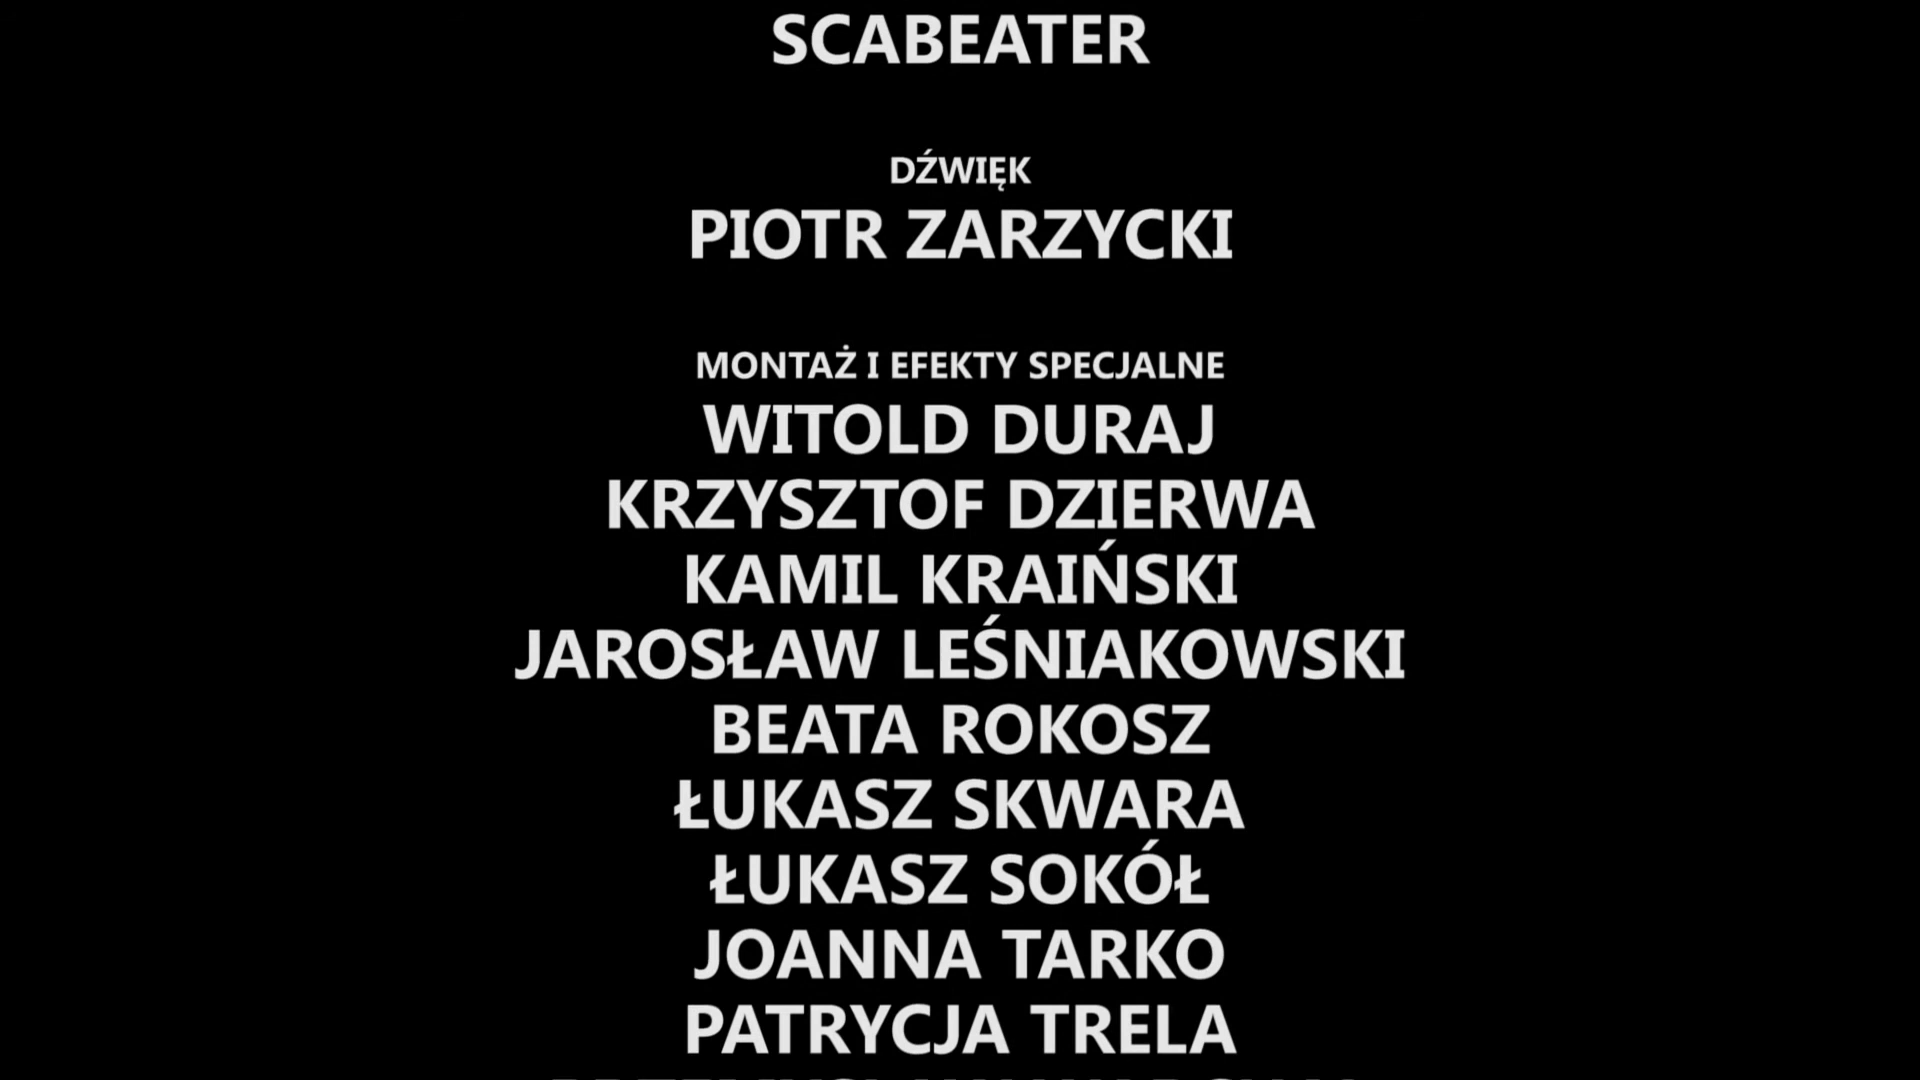 SCABEATER
DŹWIĘK
PIOTR ZARZYCKI
MONTAŻ I EFEKTY SPECJALNE
WITOLD DURAJ
KRZYSZTOF DZIERWA
KAMIL KRAIŃSKI
JAROSŁAW LEŚNIAKOWSKI
BEATA ROKOSZ
ŁUKASZ SKWARA
ŁUKASZ SOKÓŁ
JOANNA TARKO
PATRYCJA TRELA